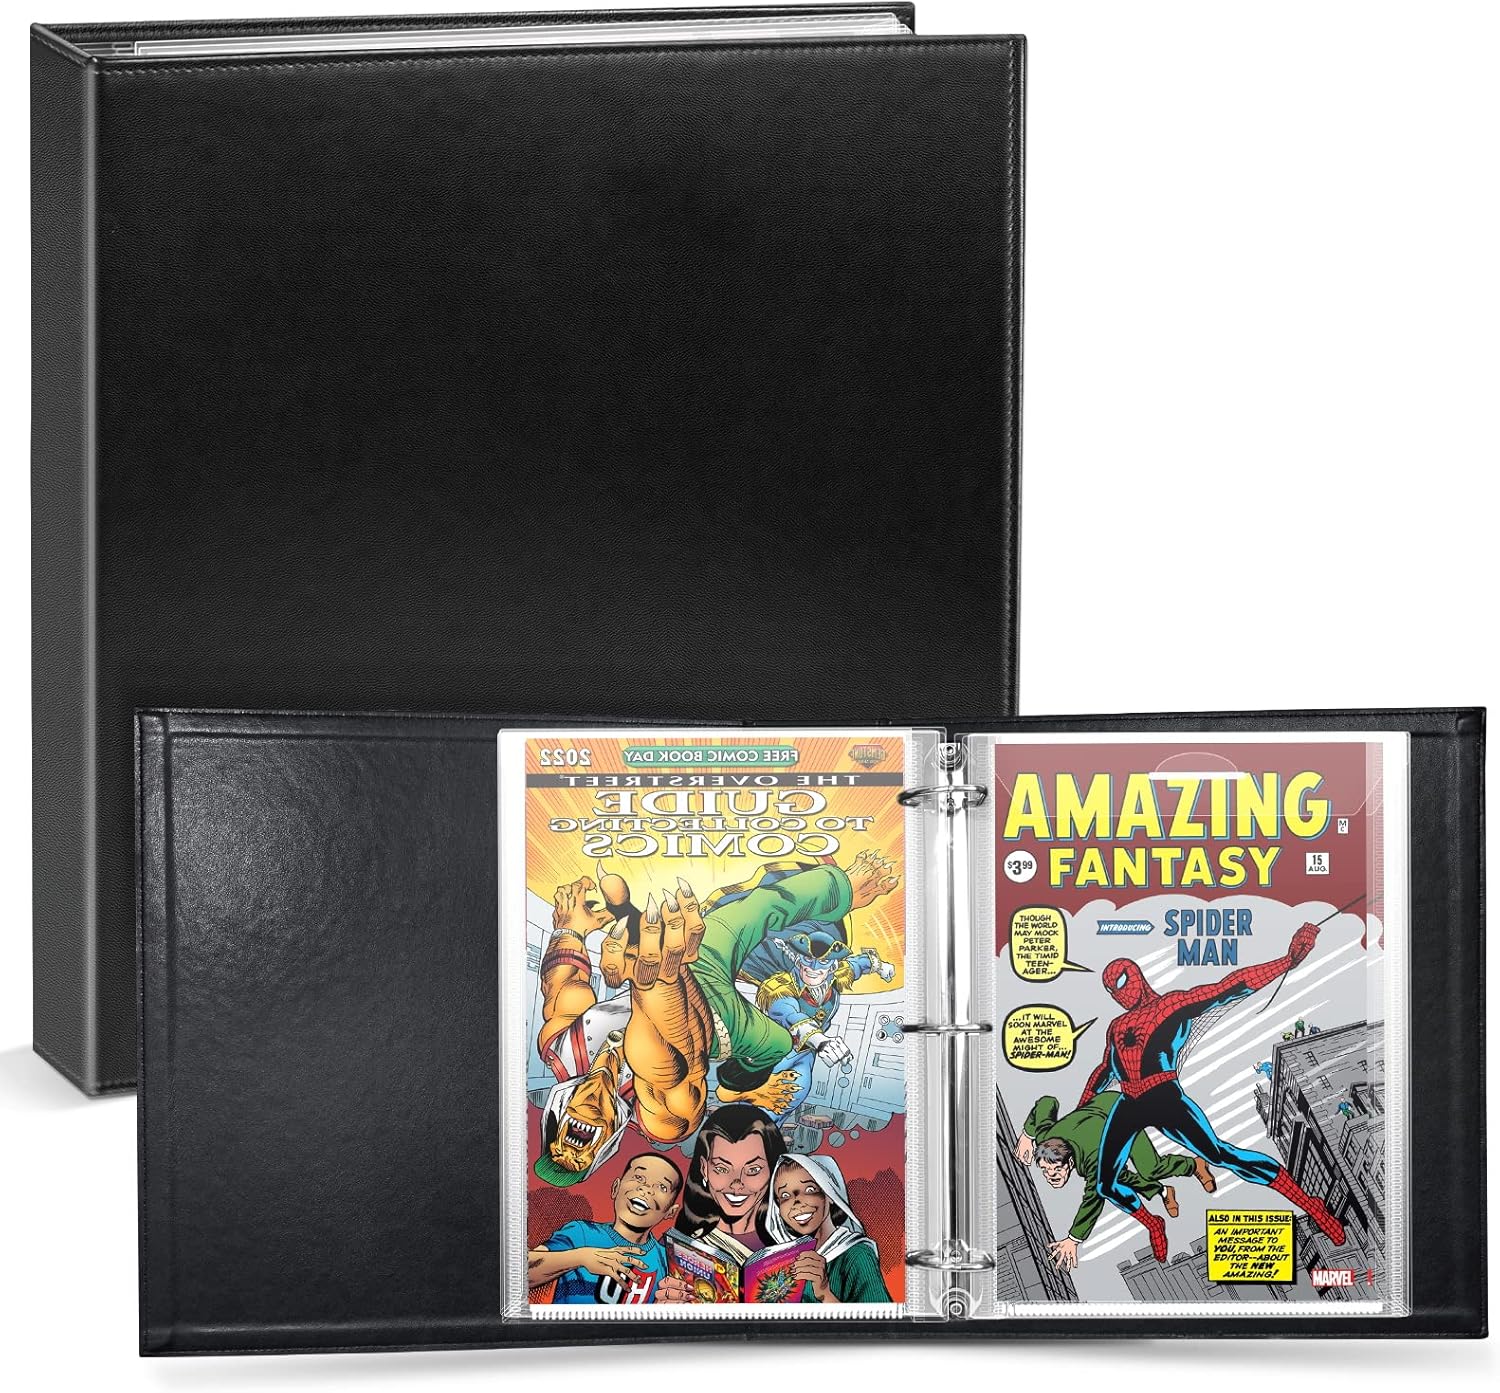 2022
FREE COMIC BOOK DAY
THE OVERSTREET
GUIDE
TO COLLECTING
COMICS
AMAZING
FANTASY
MC
$3.99
15
AUG.
THOUGH
THE WORLD
MAY MOCK
PETER
PARKER,
THE TIMID
TEEN-
AGER...
INTRODUCING
SPIDER
MAN
...IT WILL
SOON MARVEL
AT THE
AWESOME
MIGHT OF...
SPIDER-MAN!
ALSO IN THIS ISSUE:
AN IMPORTANT
MESSAGE TO
YOU, FROM THE
EDITOR--ABOUT
THE NEW
AMAZING!
MARVEL